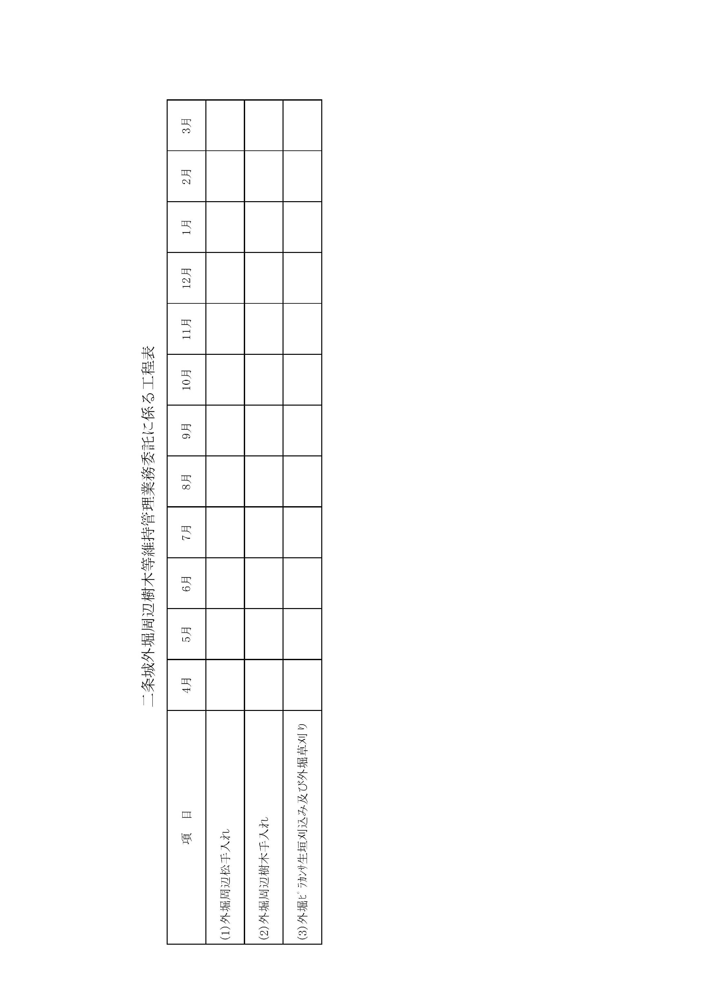 二条城外堀周辺樹木等維持管理業務委託に係る工程表
項　目 4月 5月 6月 7月 8月 9月 10月 11月 12月 1月 2月 3月
(1)外堀周辺松手入れ
(2)外堀周辺樹木手入れ
(3)外堀ﾋﾟﾗｶﾝｻ生垣刈込み及び外堀草刈り